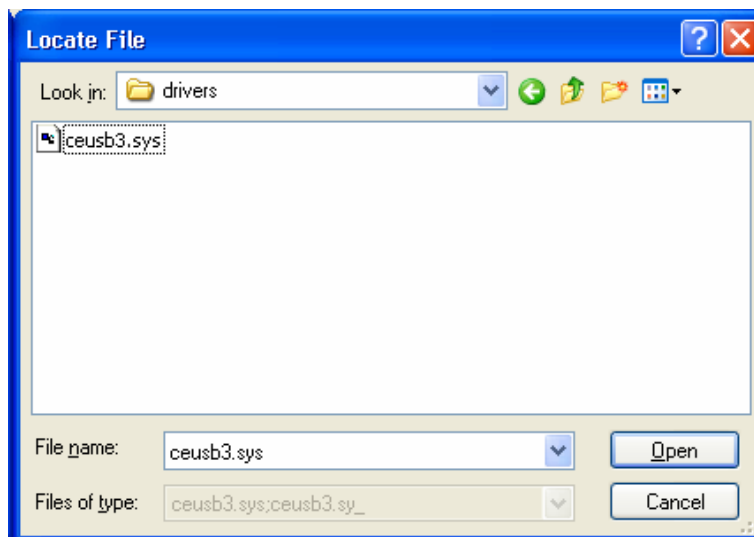 Locate File
Look in: drivers
ceusb3.sys
File name: ceusb3.sys Open
Files of type: ceusb3.sys;ceusb3.sy_ Cancel